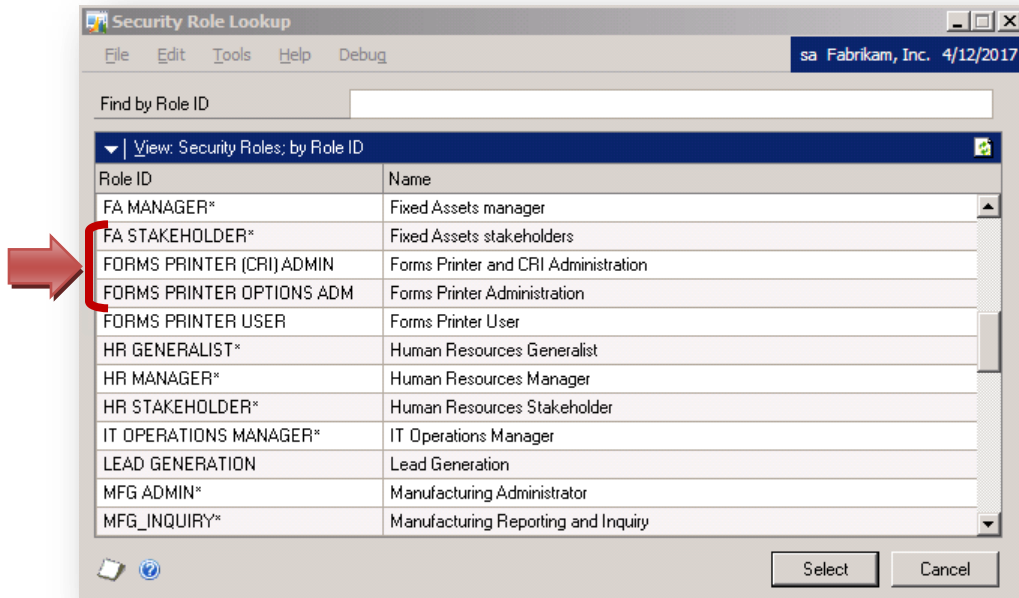 Security Role Lookup
File Edit Tools Help Debug
sa Fabrikam, Inc. 4/12/2017
Find by Role ID
View: Security Roles; by Role ID
Role ID Name
FA MANAGER* Fixed Assets manager
FA STAKEHOLDER* Fixed Assets stakeholders
FORMS PRINTER (CRI) ADMIN Forms Printer and CRI Administration
FORMS PRINTER OPTIONS ADM Forms Printer Administration
FORMS PRINTER USER Forms Printer User
HR GENERALIST* Human Resources Generalist
HR MANAGER* Human Resources Manager
HR STAKEHOLDER* Human Resources Stakeholder
IT OPERATIONS MANAGER* IT Operations Manager
LEAD GENERATION Lead Generation
MFG ADMIN* Manufacturing Administrator
MFG_INQUIRY* Manufacturing Reporting and Inquiry
Select Cancel